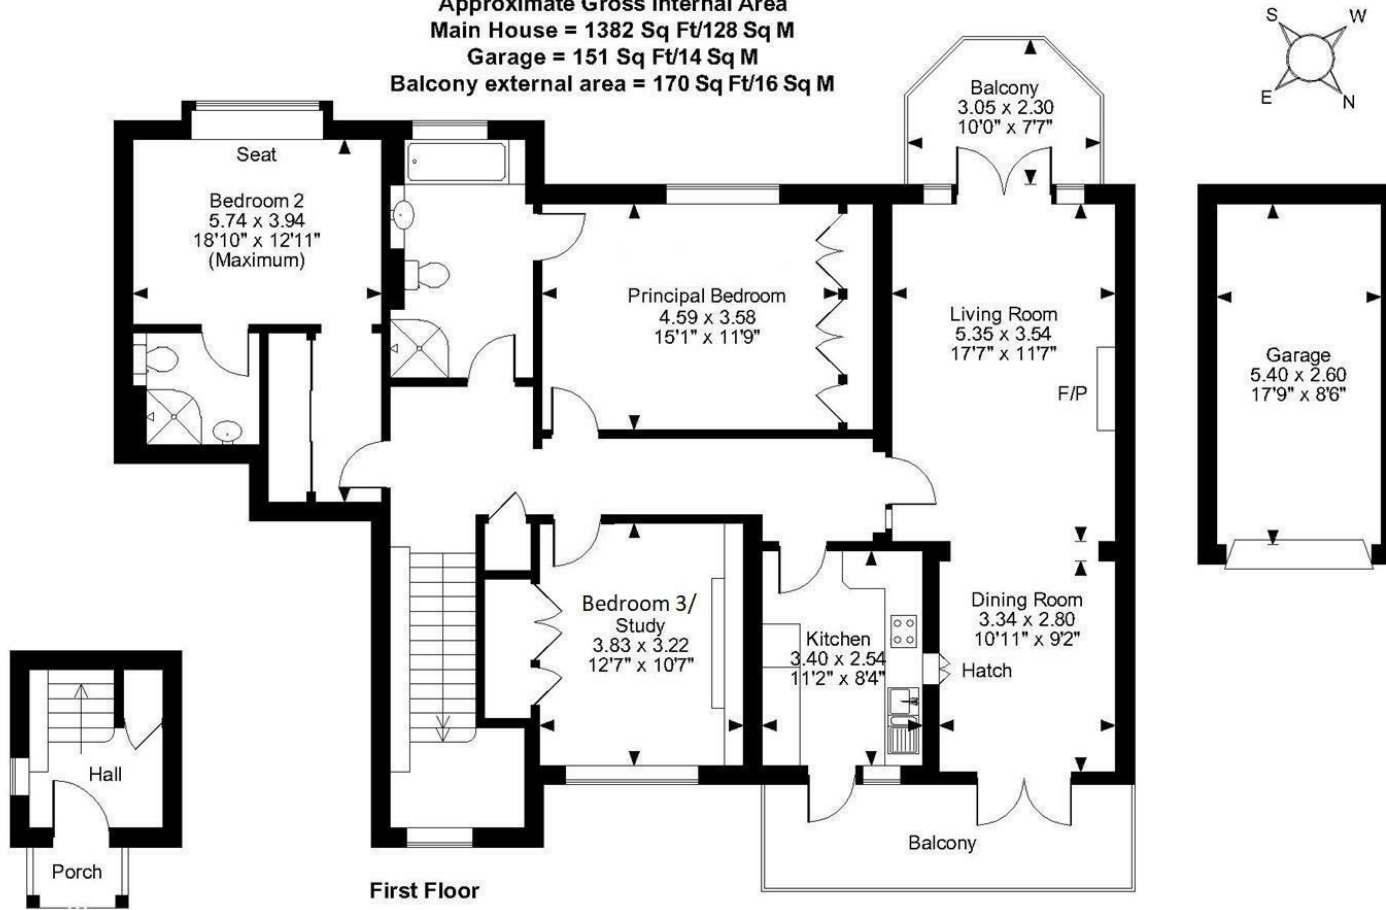 Approximate Gross Internal Area
Main House = 1382 Sq Ft/128 Sq M
Garage = 151 Sq Ft/14 Sq M
Balcony external area = 170 Sq Ft/16 Sq M
S
W
E
N
Balcony
3.05 x 2.30
10'0" x 7'7"
Seat
Bedroom 2
5.74 x 3.94
18'10" x 12'11"
(Maximum)
Principal Bedroom
4.59 x 3.58
15'1" x 11'9"
Living Room
5.35 x 3.54
17'7" x 11'7"
F/P
Garage
5.40 x 2.60
17'9" x 8'6"
Bedroom 3/
Study
3.83 x 3.22
12'7" x 10'7"
Kitchen
3.40 x 2.54
11'2" x 8'4"
Dining Room
3.34 x 2.80
10'11" x 9'2"
Hatch
Hall
Porch
Balcony
First Floor